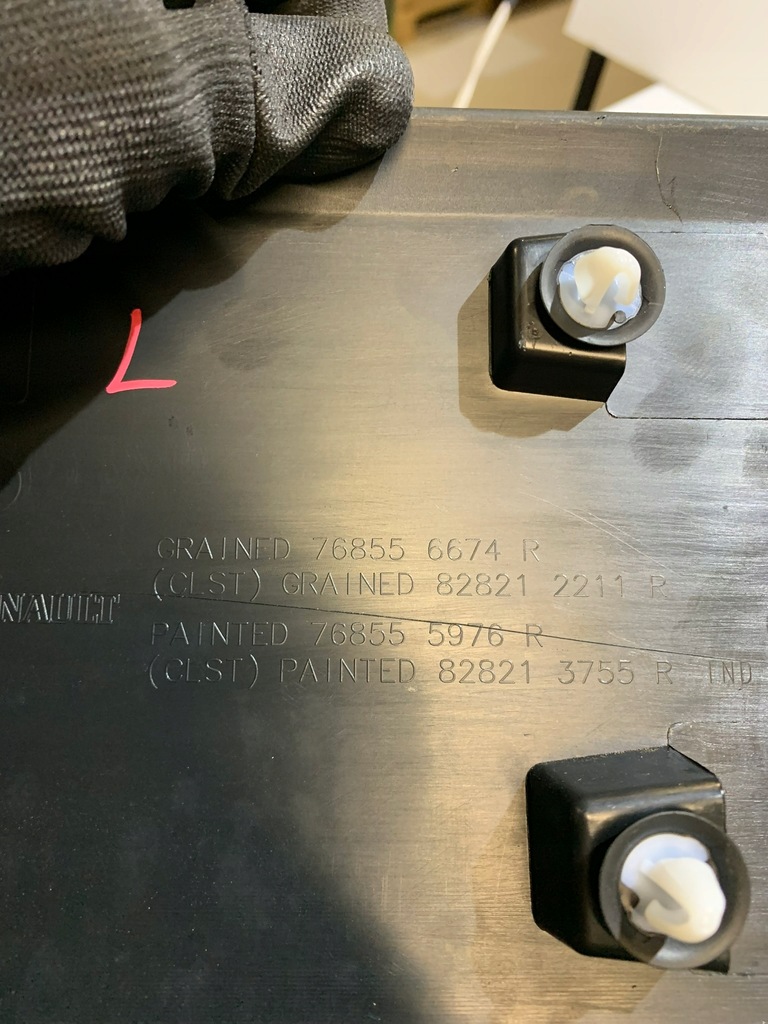 L
GRAINED 76855 6674 R
(CLST) GRAINED 82821 2211 R
NAULT
PAINTED 76855 5976 R
(CLST) PAINTED 82821 3755 R IND